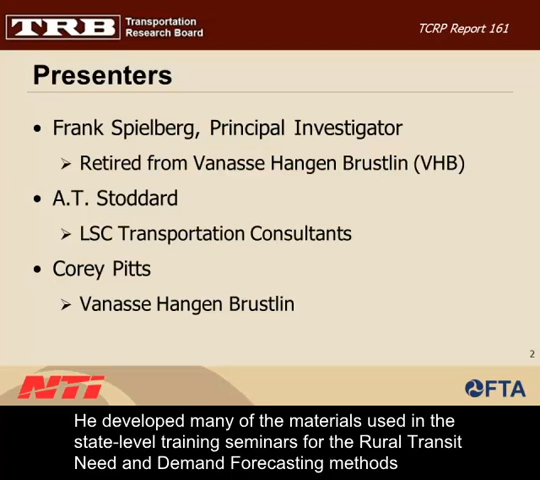 TRB
Transportation
Research Board
TCRP Report 161
Presenters
• Frank Spielberg, Principal Investigator
➢ Retired from Vanasse Hangen Brustlin (VHB)
• A.T. Stoddard
➢ LSC Transportation Consultants
• Corey Pitts
➢ Vanasse Hangen Brustlin
2
NTI
FTA
He developed many of the materials used in the
state-level training seminars for the Rural Transit
Need and Demand Forecasting methods